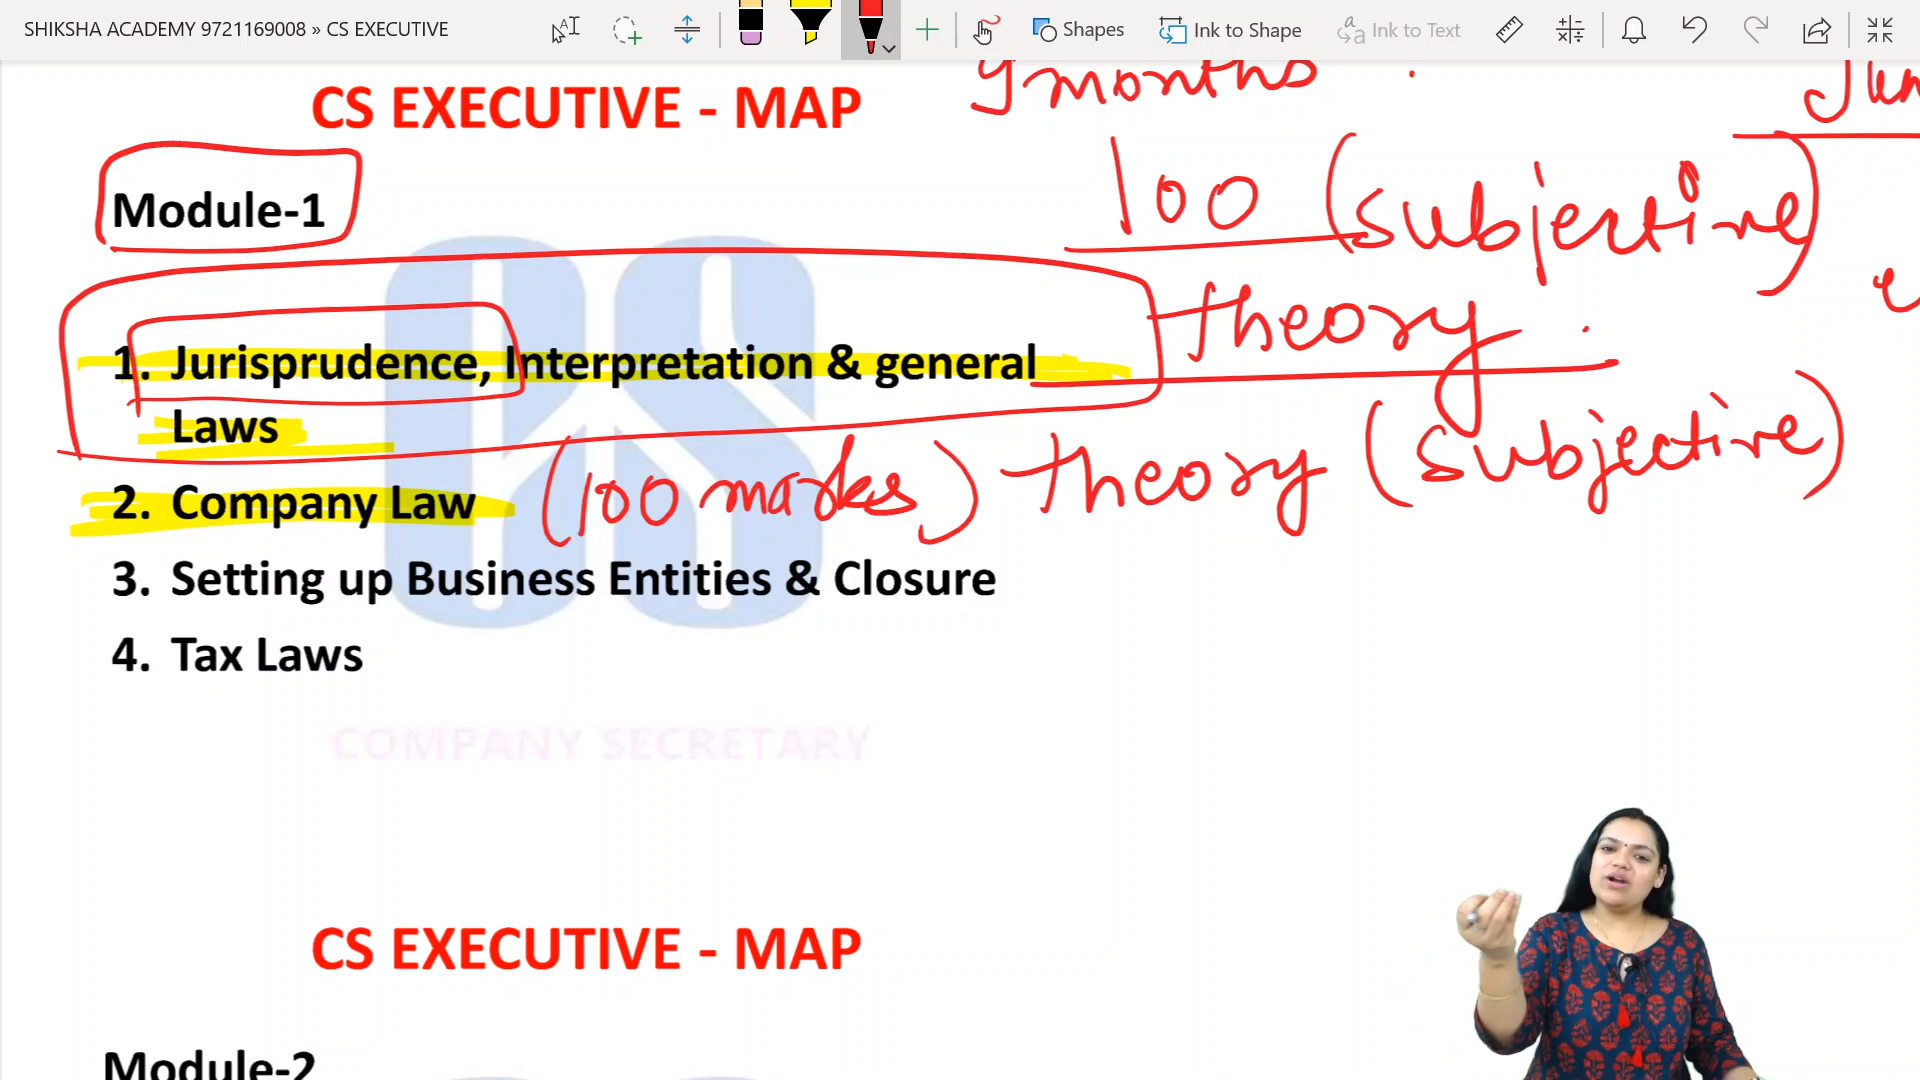 SHIKSHA ACADEMY 9721169008 » CS EXECUTIVE
Shapes
Ink to Shape
Ink to Text
CS EXECUTIVE - MAP
9 months .
Module-1
100 (subjective)
theory .
1. Jurisprudence, Interpretation & general
Laws
2. Company Law (100 marks) theory (subjective)
3. Setting up Business Entities & Closure
4. Tax Laws
COMPANY SECRETARY
CS EXECUTIVE - MAP
Module-2